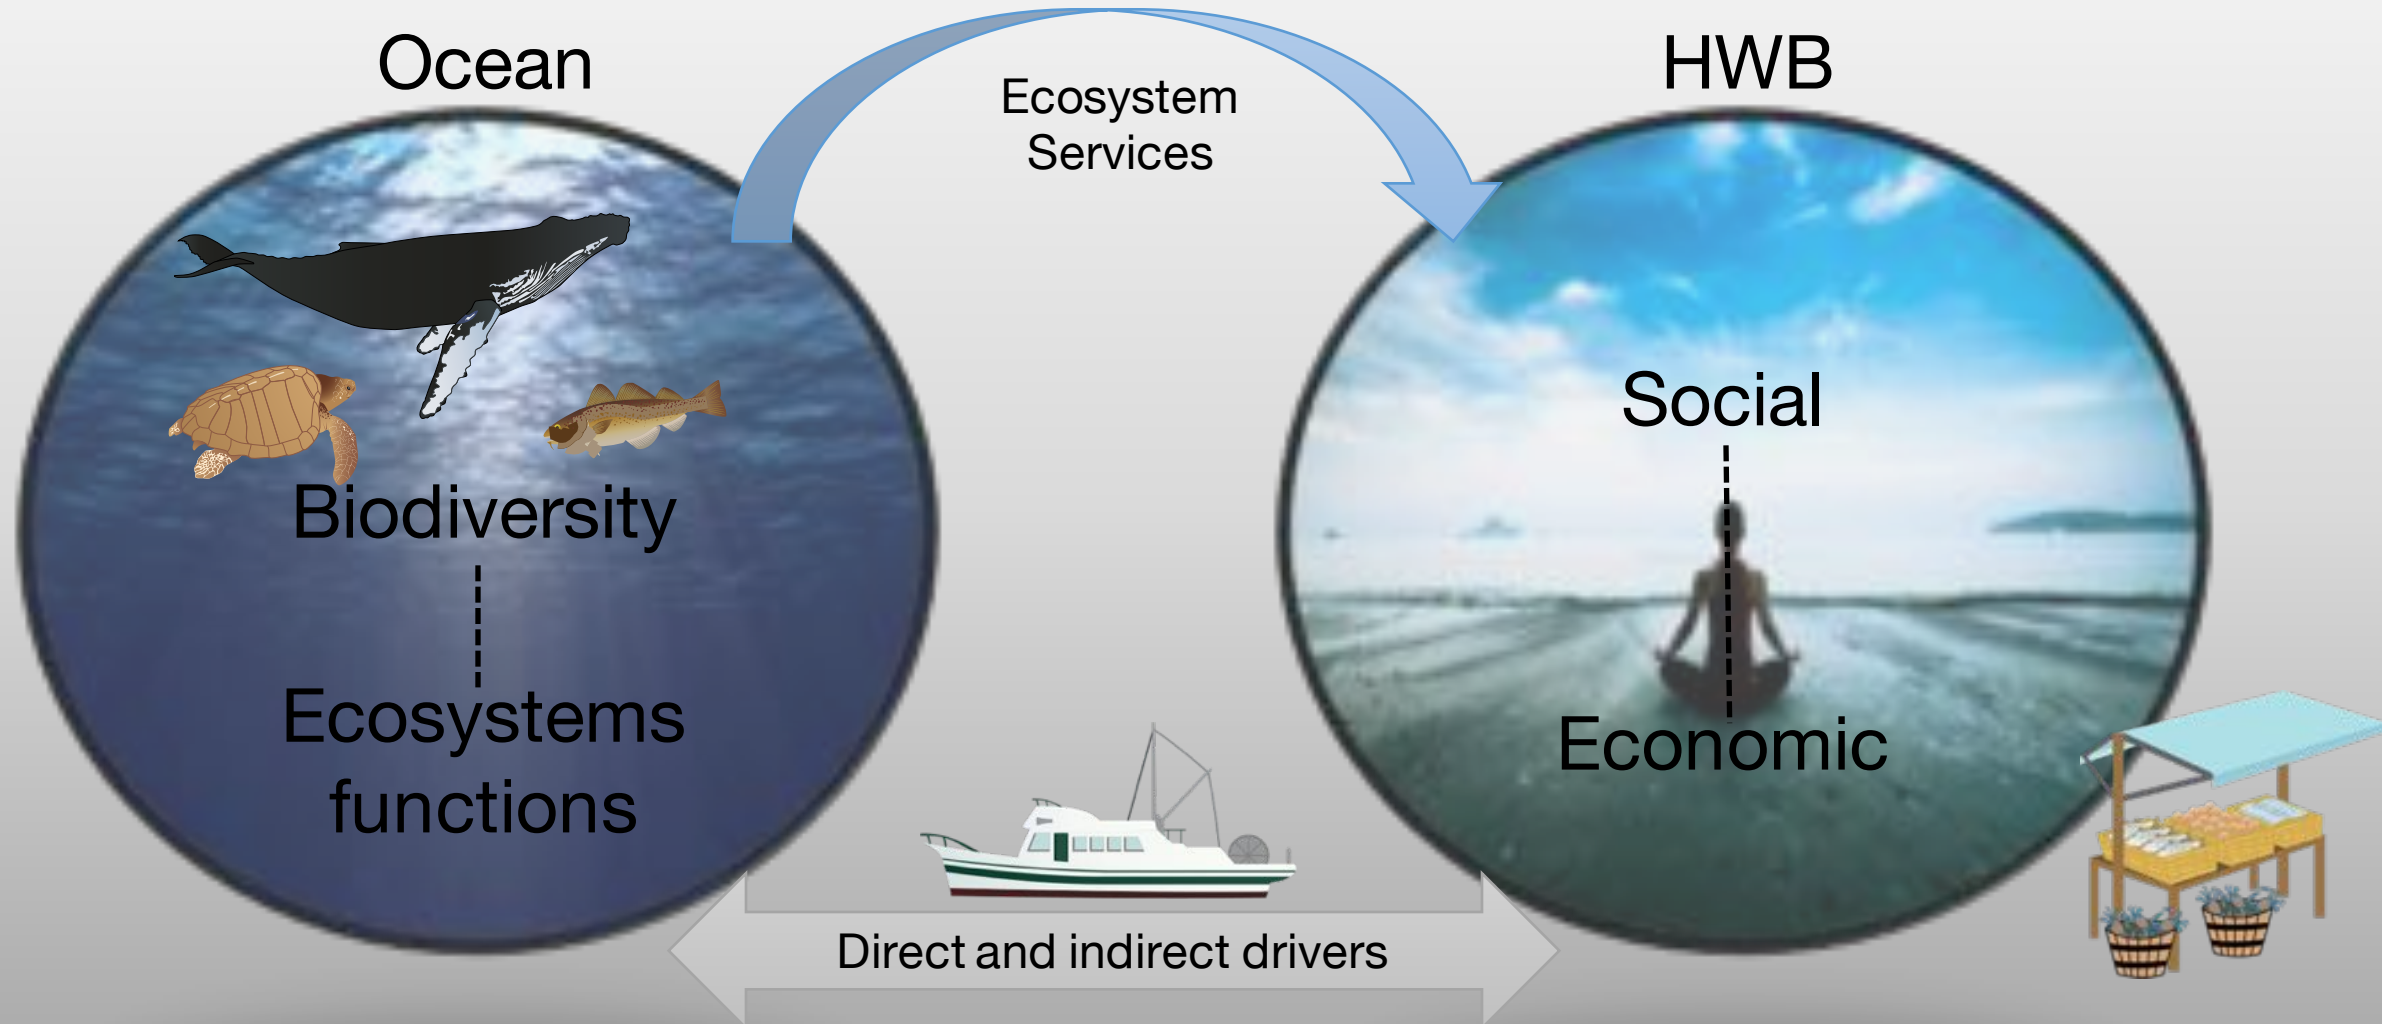 Ocean
Ecosystem
Services
HWB
Biodiversity
Ecosystems
functions
Social
Economic
Direct and indirect drivers